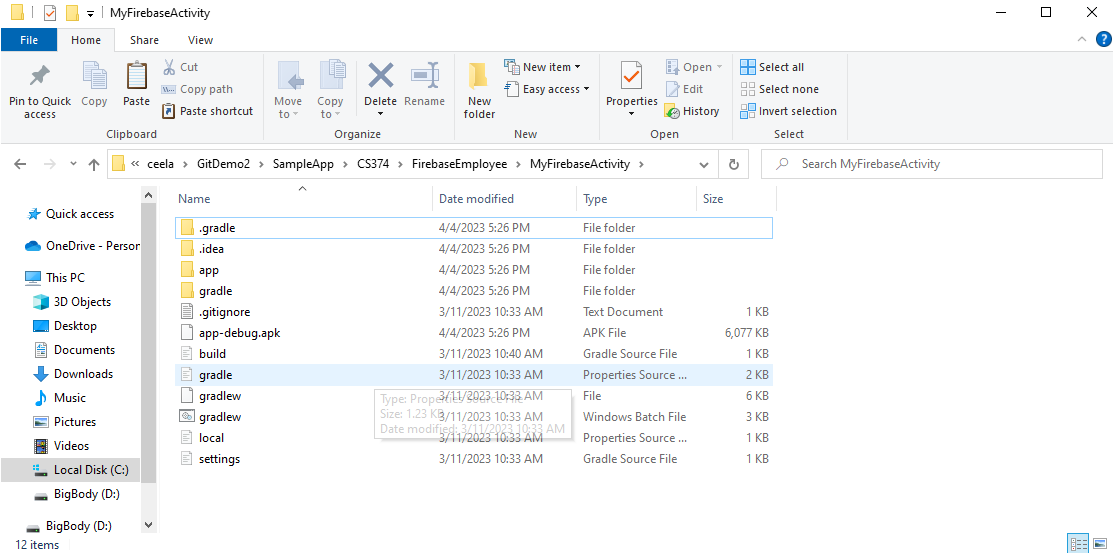 MyFirebaseActivity
File Home Share View
Pin to Quick access
Copy
Paste
Cut
Copy path
Paste shortcut
Clipboard
Move to
Copy to
Delete
Rename
Organize
New folder
New item
Easy access
New
Properties
Open
Edit
History
Open
Select all
Select none
Invert selection
Select
« ceela > GitDemo2 > SampleApp > CS374 > FirebaseEmployee > MyFirebaseActivity >
Search MyFirebaseActivity
Quick access
OneDrive - Person
This PC
3D Objects
Desktop
Documents
Downloads
Music
Pictures
Videos
Local Disk (C:)
BigBody (D:)
BigBody (D:)
Name Date modified Type Size
.gradle 4/4/2023 5:26 PM File folder
.idea 4/4/2023 5:26 PM File folder
app 4/4/2023 5:26 PM File folder
gradle 4/4/2023 5:26 PM File folder
.gitignore 3/11/2023 10:33 AM Text Document 1 KB
app-debug.apk 4/4/2023 5:26 PM APK File 6,077 KB
build 3/11/2023 10:40 AM Gradle Source File 1 KB
gradle 3/11/2023 10:33 AM Properties Source ... 2 KB
gradlew 3/11/2023 10:33 AM File 6 KB
gradlew 3/11/2023 10:33 AM Windows Batch File 3 KB
local 3/11/2023 10:33 AM Properties Source ... 1 KB
settings 3/11/2023 10:33 AM Gradle Source File 1 KB
Type: Properties Source File
Size: 1.23 KB
Date modified: 3/11/2023 10:33 AM
12 items